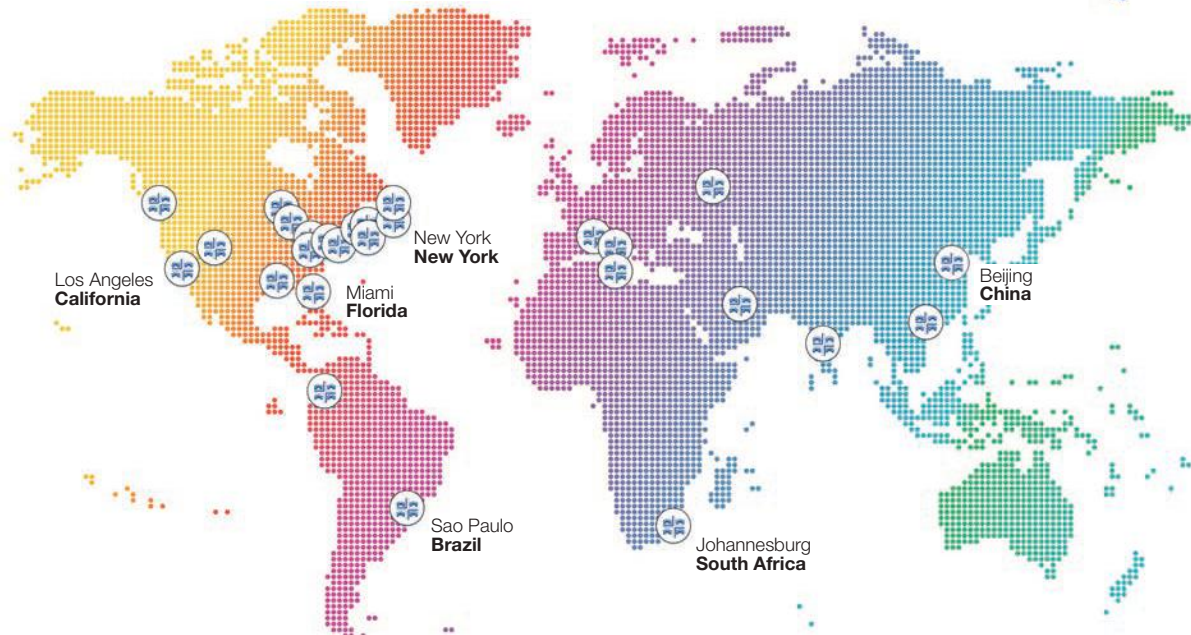 New York
New York
Los Angeles
California
Miami
Florida
Beijing
China
Sao Paulo
Brazil
Johannesburg
South Africa